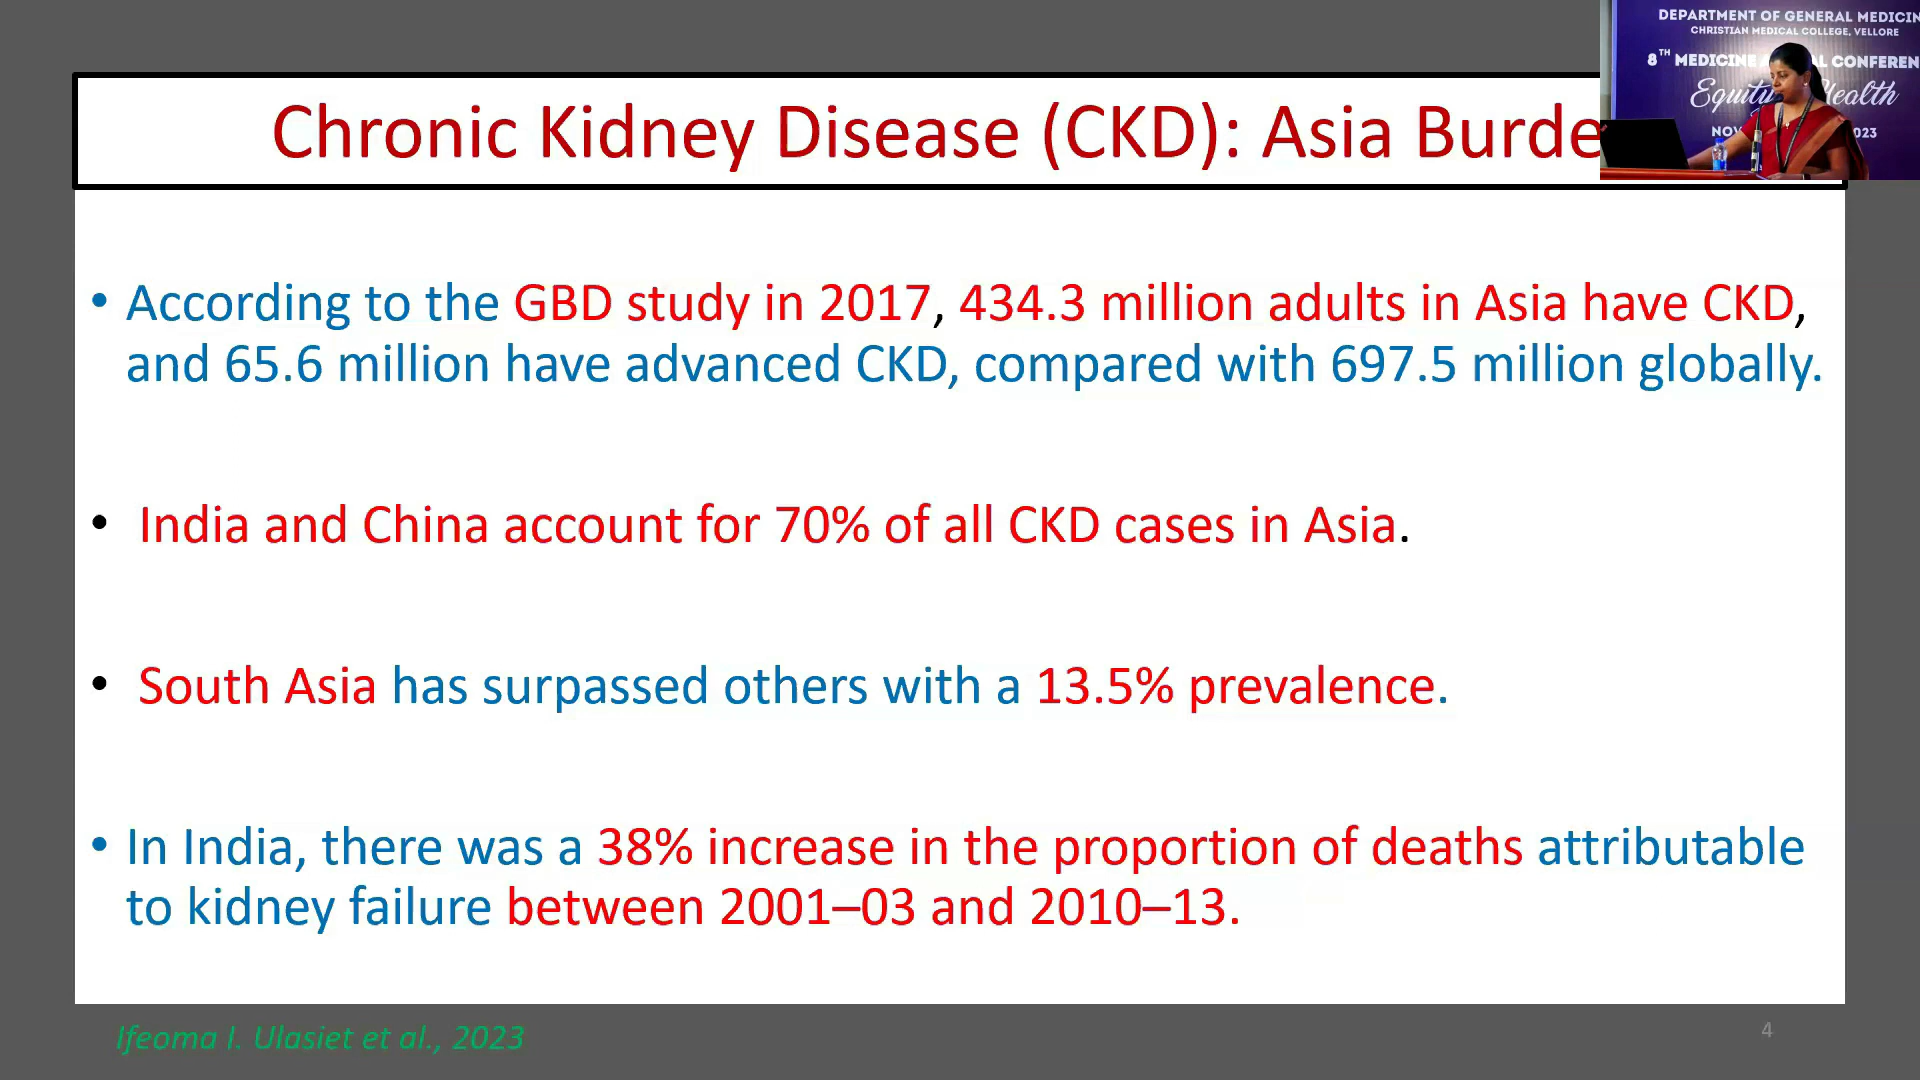 DEPARTMENT OF GENERAL MEDICIN
CHRISTIAN MEDICAL COLLEGE, VELLORE
8TH MEDICINE CONFEREN
2023
Chronic Kidney Disease (CKD): Asia Burde
• According to the GBD study in 2017, 434.3 million adults in Asia have CKD,
and 65.6 million have advanced CKD, compared with 697.5 million globally.
• India and China account for 70% of all CKD cases in Asia.
• South Asia has surpassed others with a 13.5% prevalence.
• In India, there was a 38% increase in the proportion of deaths attributable
to kidney failure between 2001–03 and 2010–13.
Ifeoma I. Ulasiet et al., 2023
4